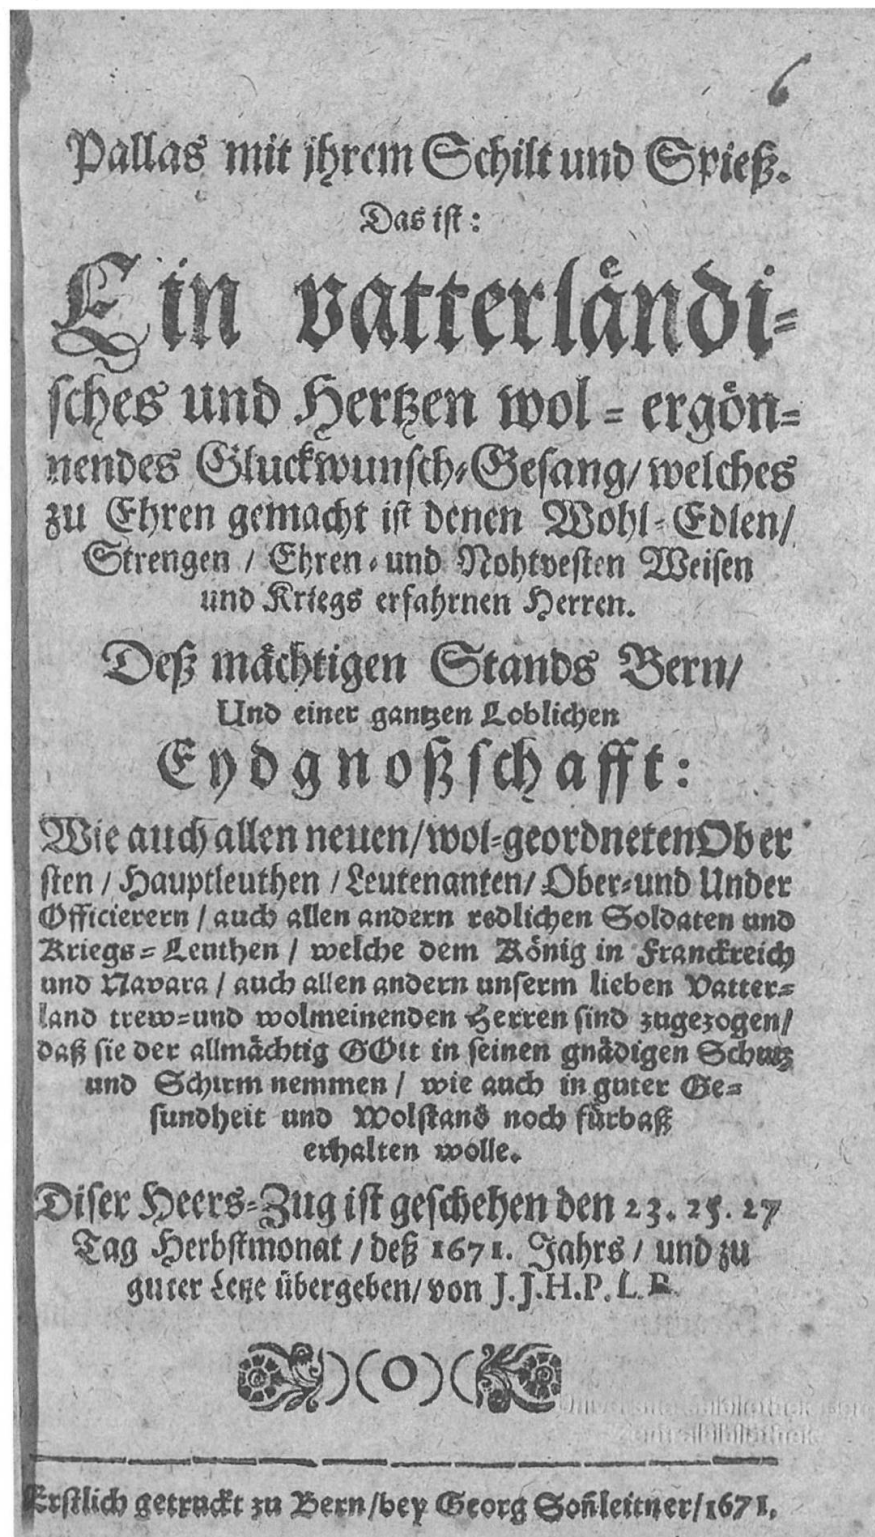 6
Pallas mit jhrem Schilt und Spieß.
Das ist:
Ein vatterländi-
sches und Hertzen wol-ergön-
nendes Gluckwunsch-Gesang/ welches
zu Ehren gemacht ist denen Wohl-Edlen/
Strengen / Ehren- und Nohtvesten Weisen
und Kriegs erfahrnen Herren.
Deß mächtigen Stands Bern/
Und einer gantzen Loblichen
Eydgnoßschafft:
Wie auch allen neuen/ wol-geordneten Ober
sten / Hauptleuthen / Leutenanten/ Ober- und Under
Officierern / auch allen andern redlichen Soldaten und
Kriegs-Leuthen / welche dem König in Franckreich
und Navara / auch allen andern unserm lieben Vatter-
land trew- und wolmeinenden Herren sind zugezogen/
daß sie der allmächtig GOtt in seinen gnädigen Schutz
und Schirm nemmen / wie auch in guter Ge-
sundheit und Wolstand noch fürbaß
erhalten wolle.
Diser Heers-Zug ist geschehen den 23. 25. 27
Tag Herbstmonat / deß 1671. Jahrs / und zu
guter Letze übergeben/ von J.J.H.P.L.B.
)(O)(
Erstlich getruckt zu Bern/ bey Georg Soñleitner/ 1671.